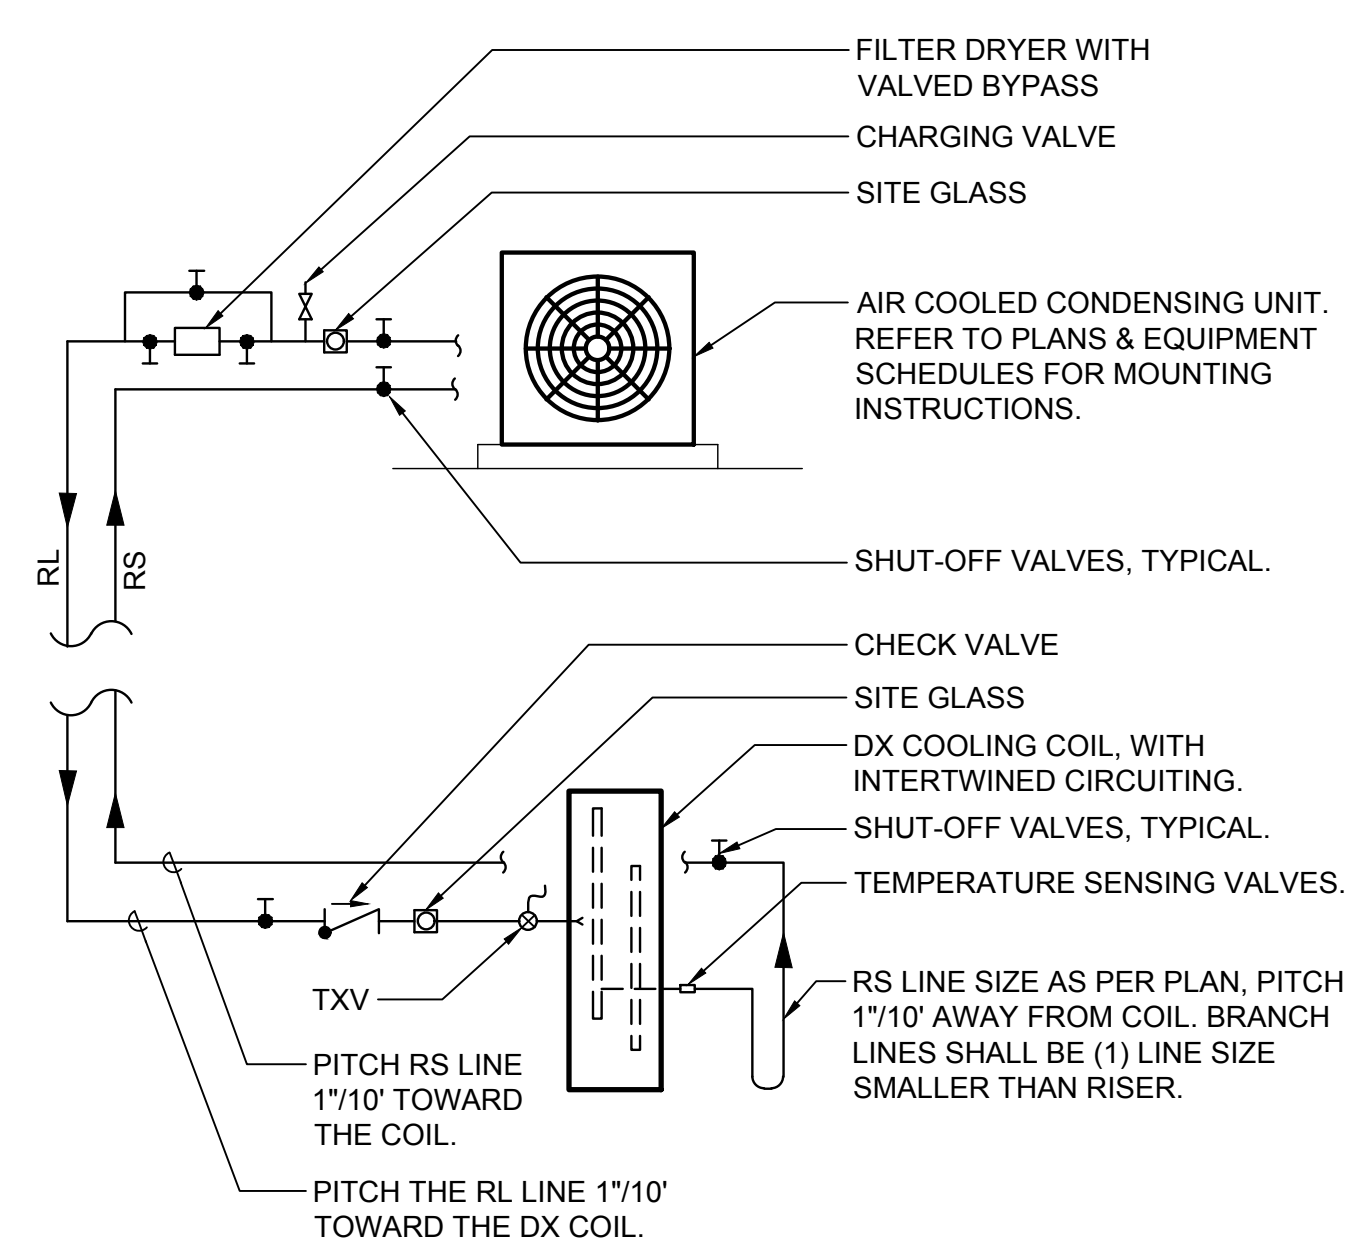 FILTER DRYER WITH
VALVED BYPASS
CHARGING VALVE
SITE GLASS
AIR COOLED CONDENSING UNIT.
REFER TO PLANS & EQUIPMENT
SCHEDULES FOR MOUNTING
INSTRUCTIONS.
RL
RS
SHUT-OFF VALVES, TYPICAL.
CHECK VALVE
SITE GLASS
DX COOLING COIL, WITH
INTERTWINED CIRCUITING.
SHUT-OFF VALVES, TYPICAL.
TEMPERATURE SENSING VALVES.
TXV
RS LINE SIZE AS PER PLAN, PITCH
1"/10' AWAY FROM COIL. BRANCH
LINES SHALL BE (1) LINE SIZE
SMALLER THAN RISER.
PITCH RS LINE
1"/10' TOWARD
THE COIL.
PITCH THE RL LINE 1"/10'
TOWARD THE DX COIL.